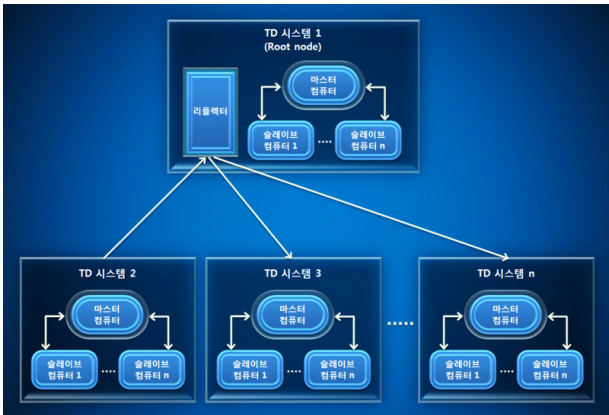 TD 시스템 1
(Root node)
리플렉터
마스터
컴퓨터
슬레이브
컴퓨터 1
....
슬레이브
컴퓨터 n
TD 시스템 2
마스터
컴퓨터
슬레이브
컴퓨터 1
....
슬레이브
컴퓨터 n
TD 시스템 3
마스터
컴퓨터
슬레이브
컴퓨터 1
....
슬레이브
컴퓨터 n
.....
TD 시스템 n
마스터
컴퓨터
슬레이브
컴퓨터 1
....
슬레이브
컴퓨터 n